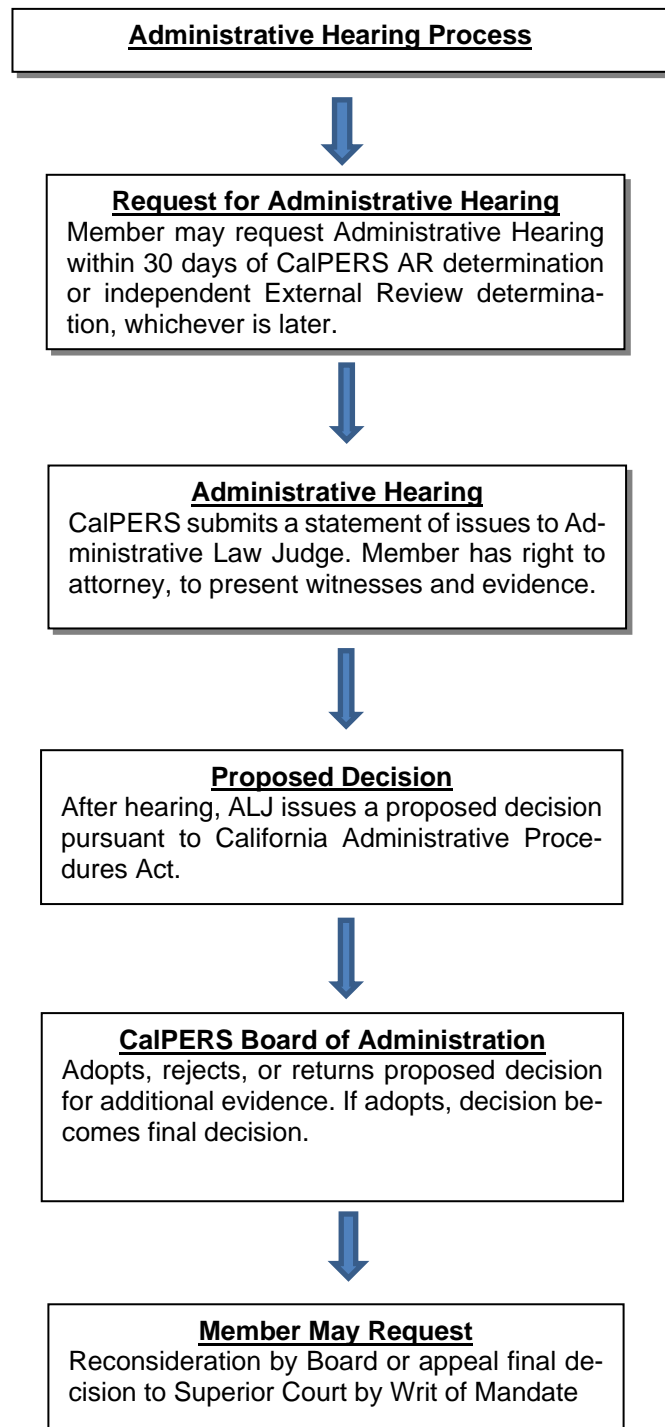 Administrative Hearing Process
Request for Administrative Hearing
Member may request Administrative Hearing
within 30 days of CalPERS AR determination
or independent External Review determina-
tion, whichever is later.
Administrative Hearing
CalPERS submits a statement of issues to Ad-
ministrative Law Judge. Member has right to
attorney, to present witnesses and evidence.
Proposed Decision
After hearing, ALJ issues a proposed decision
pursuant to California Administrative Proce-
dures Act.
CalPERS Board of Administration
Adopts, rejects, or returns proposed decision
for additional evidence. If adopts, decision be-
comes final decision.
Member May Request
Reconsideration by Board or appeal final de-
cision to Superior Court by Writ of Mandate